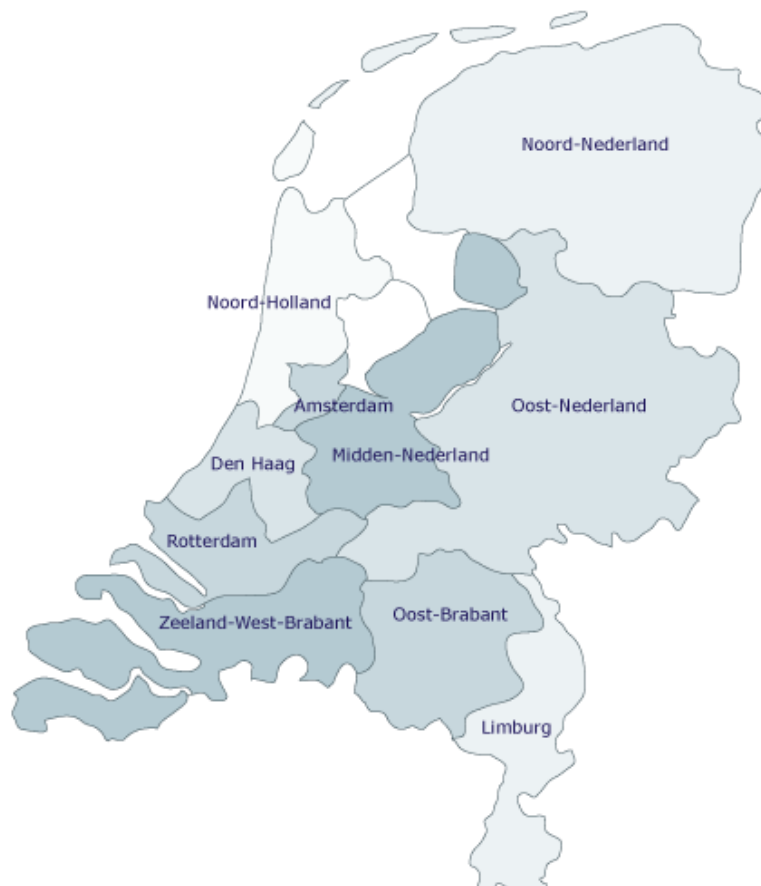 Noord-Nederland
Noord-Holland
Amsterdam
Oost-Nederland
Den Haag
Midden-Nederland
Rotterdam
Zeeland-West-Brabant
Oost-Brabant
Limburg